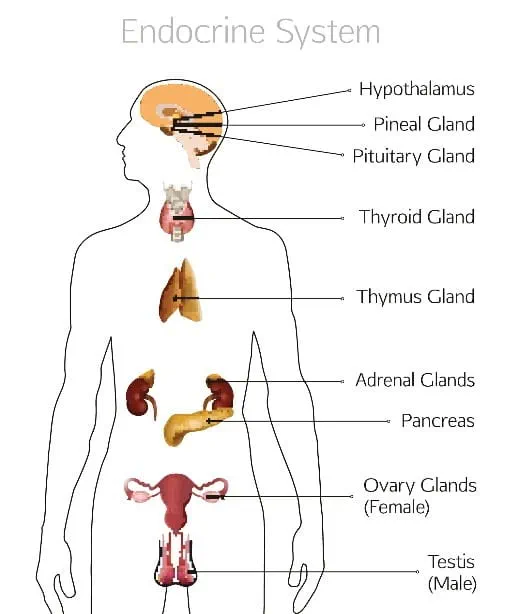 Endocrine System
Hypothalamus
Pineal Gland
Pituitary Gland
Thyroid Gland
Thymus Gland
Adrenal Glands
Pancreas
Ovary Glands
(Female)
Testis
(Male)